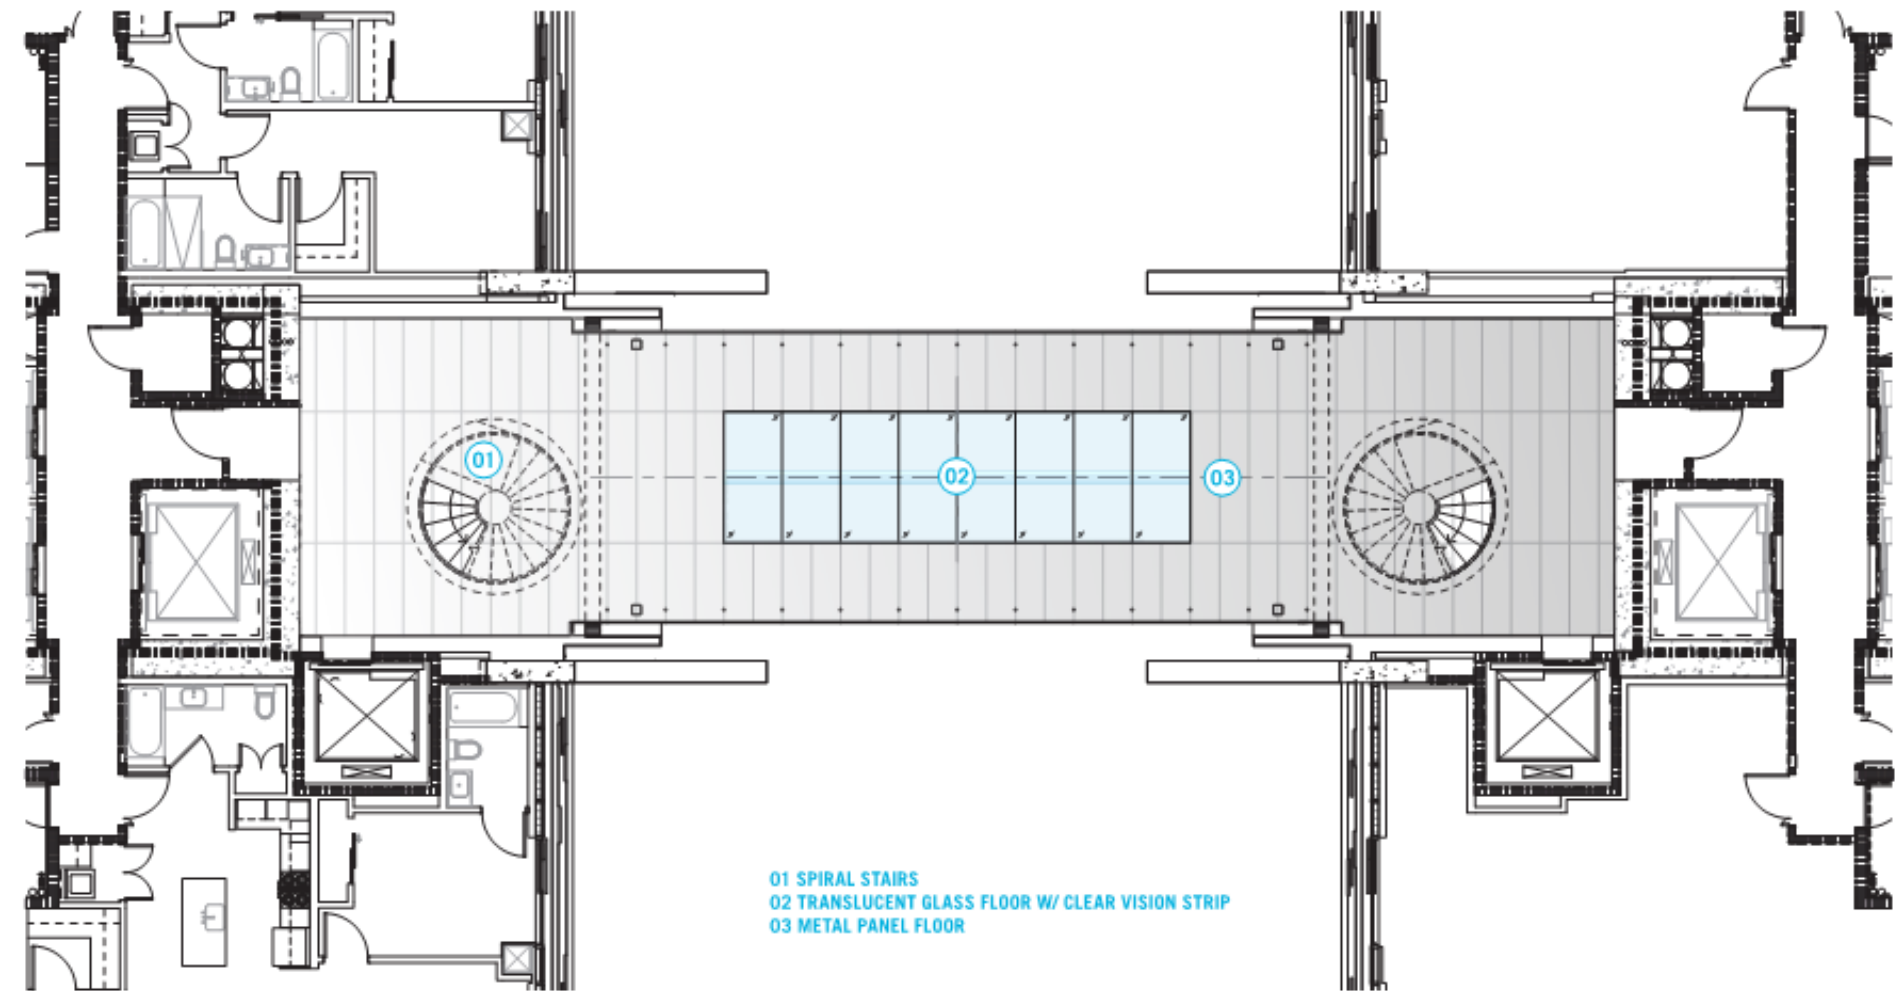 01
02
03
01 SPIRAL STAIRS
02 TRANSLUCENT GLASS FLOOR W/ CLEAR VISION STRIP
03 METAL PANEL FLOOR